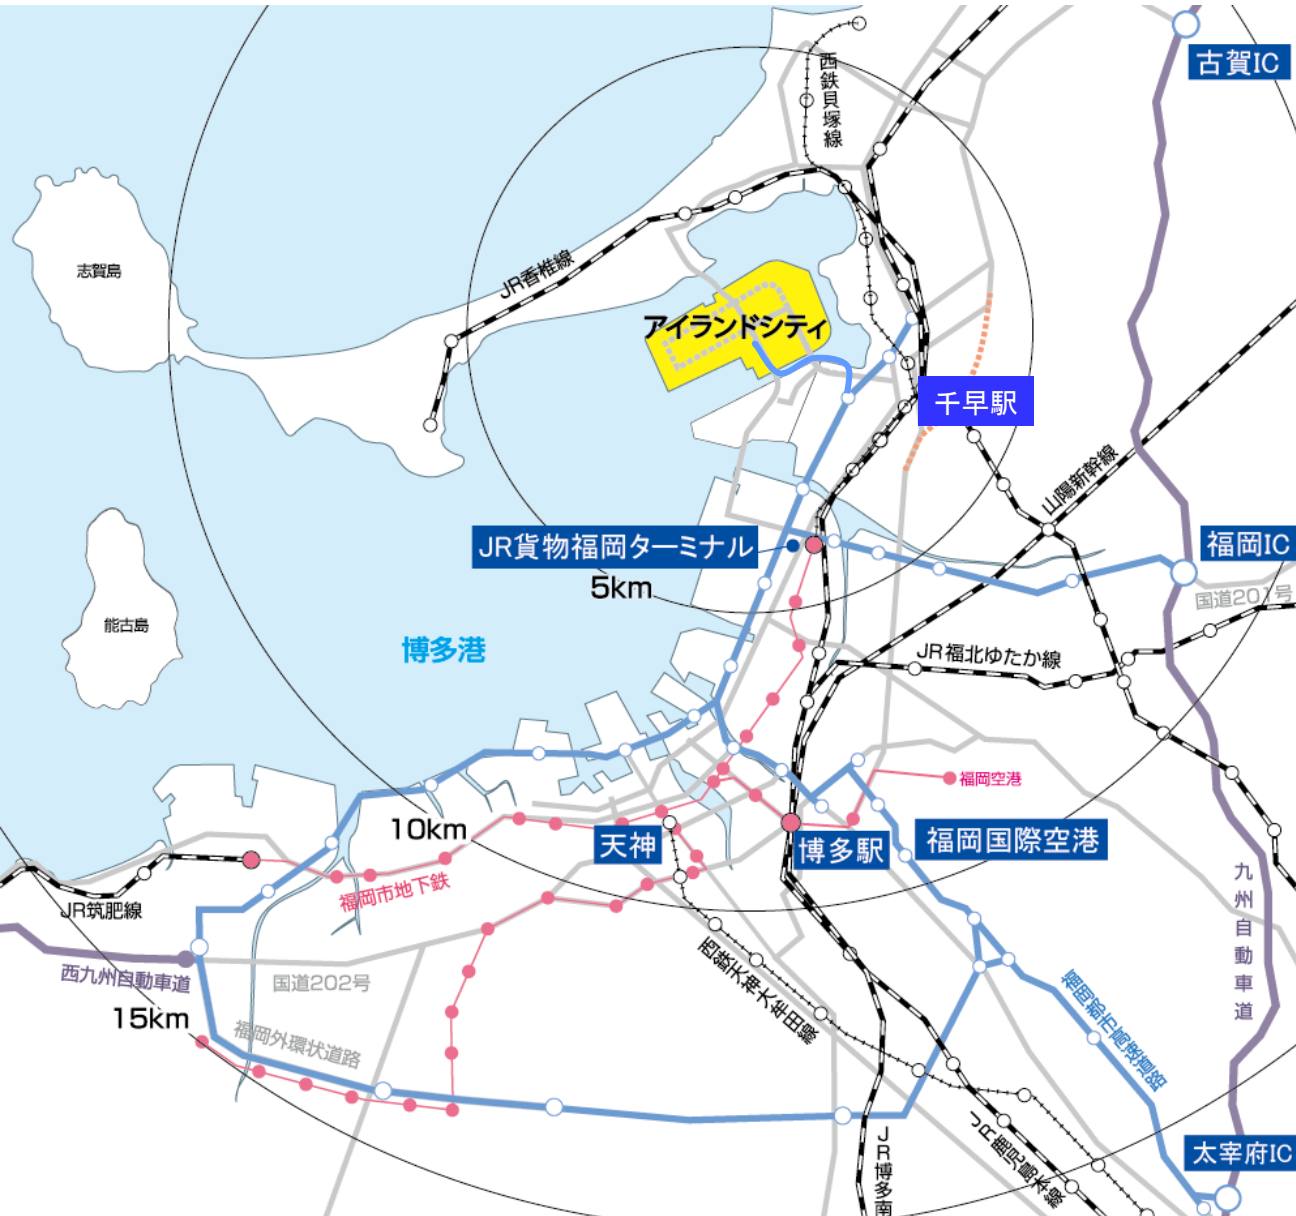 古賀IC
西鉄貝塚線
志賀島
JR香椎線
アイランドシティ
千早駅
山陽新幹線
JR貨物福岡ターミナル
福岡IC
5km
国道201号
能古島
博多港
JR福北ゆたか線
福岡空港
10km
天神
博多駅
福岡国際空港
福岡市地下鉄
JR筑肥線
九州自動車道
西九州自動車道
国道202号
西鉄天神大牟田線
福岡都市高速道路
15km
福岡外環状道路
JR鹿児島本線
JR博多南
太宰府IC